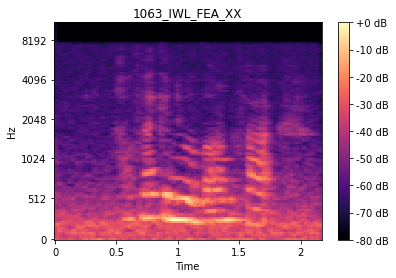 1063_IWL_FEA_XX
+0 dB
8192
-10 dB
4096
-20 dB
-30 dB
2048
Hz
-40 dB
1024
-50 dB
512
-60 dB
-70 dB
0
-80 dB
0 0.5 1 1.5 2
Time